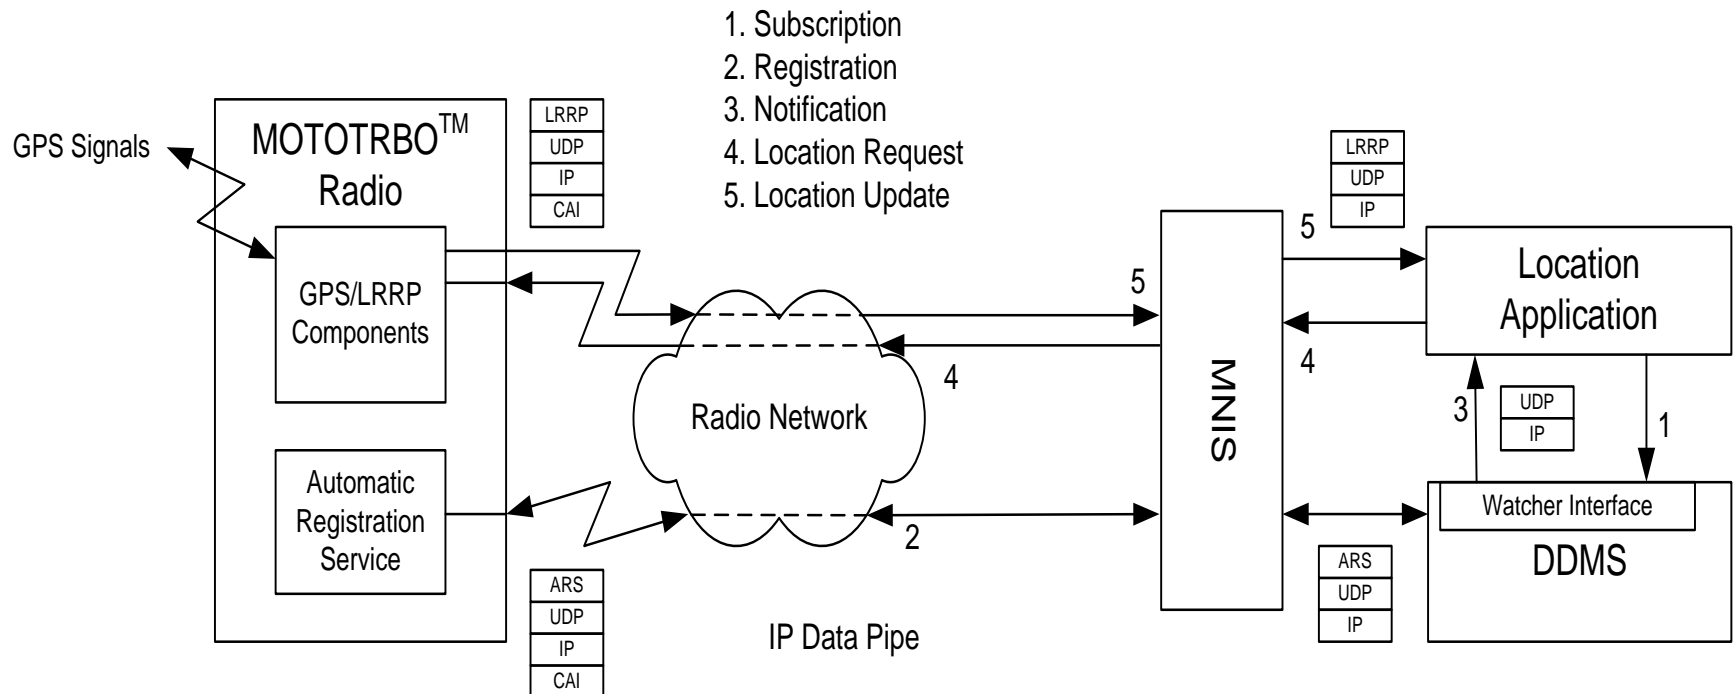 1. Subscription
2. Registration
3. Notification
4. Location Request
5. Location Update
GPS Signals
MOTOTRBO™
Radio
GPS/LRRP
Components
Automatic
Registration
Service
LRRP
UDP
IP
CAI
ARS
UDP
IP
CAI
Radio Network
IP Data Pipe
5
4
2
MNIS
5
4
LRRP
UDP
IP
Location
Application
3
UDP
IP
1
Watcher Interface
DDMS
ARS
UDP
IP